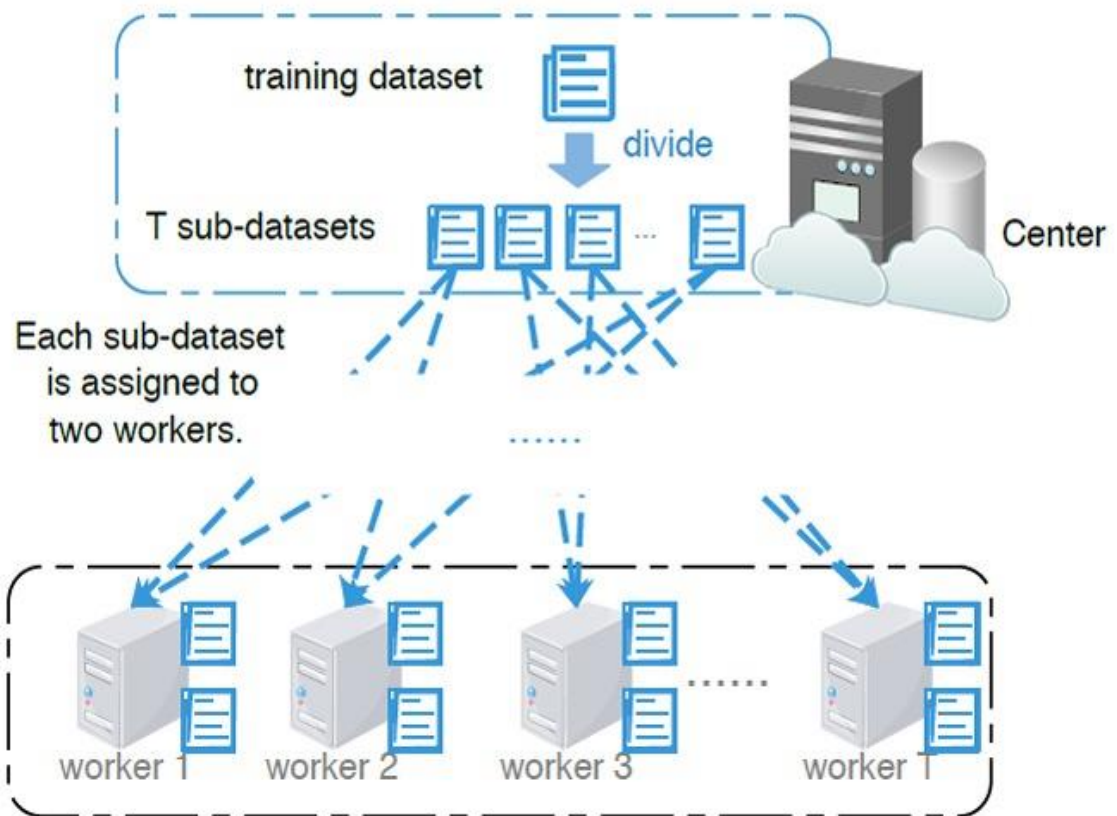 training dataset
divide
T sub-datasets
...
Center
Each sub-dataset
is assigned to
two workers.
......
......
worker 1
worker 2
worker 3
worker T